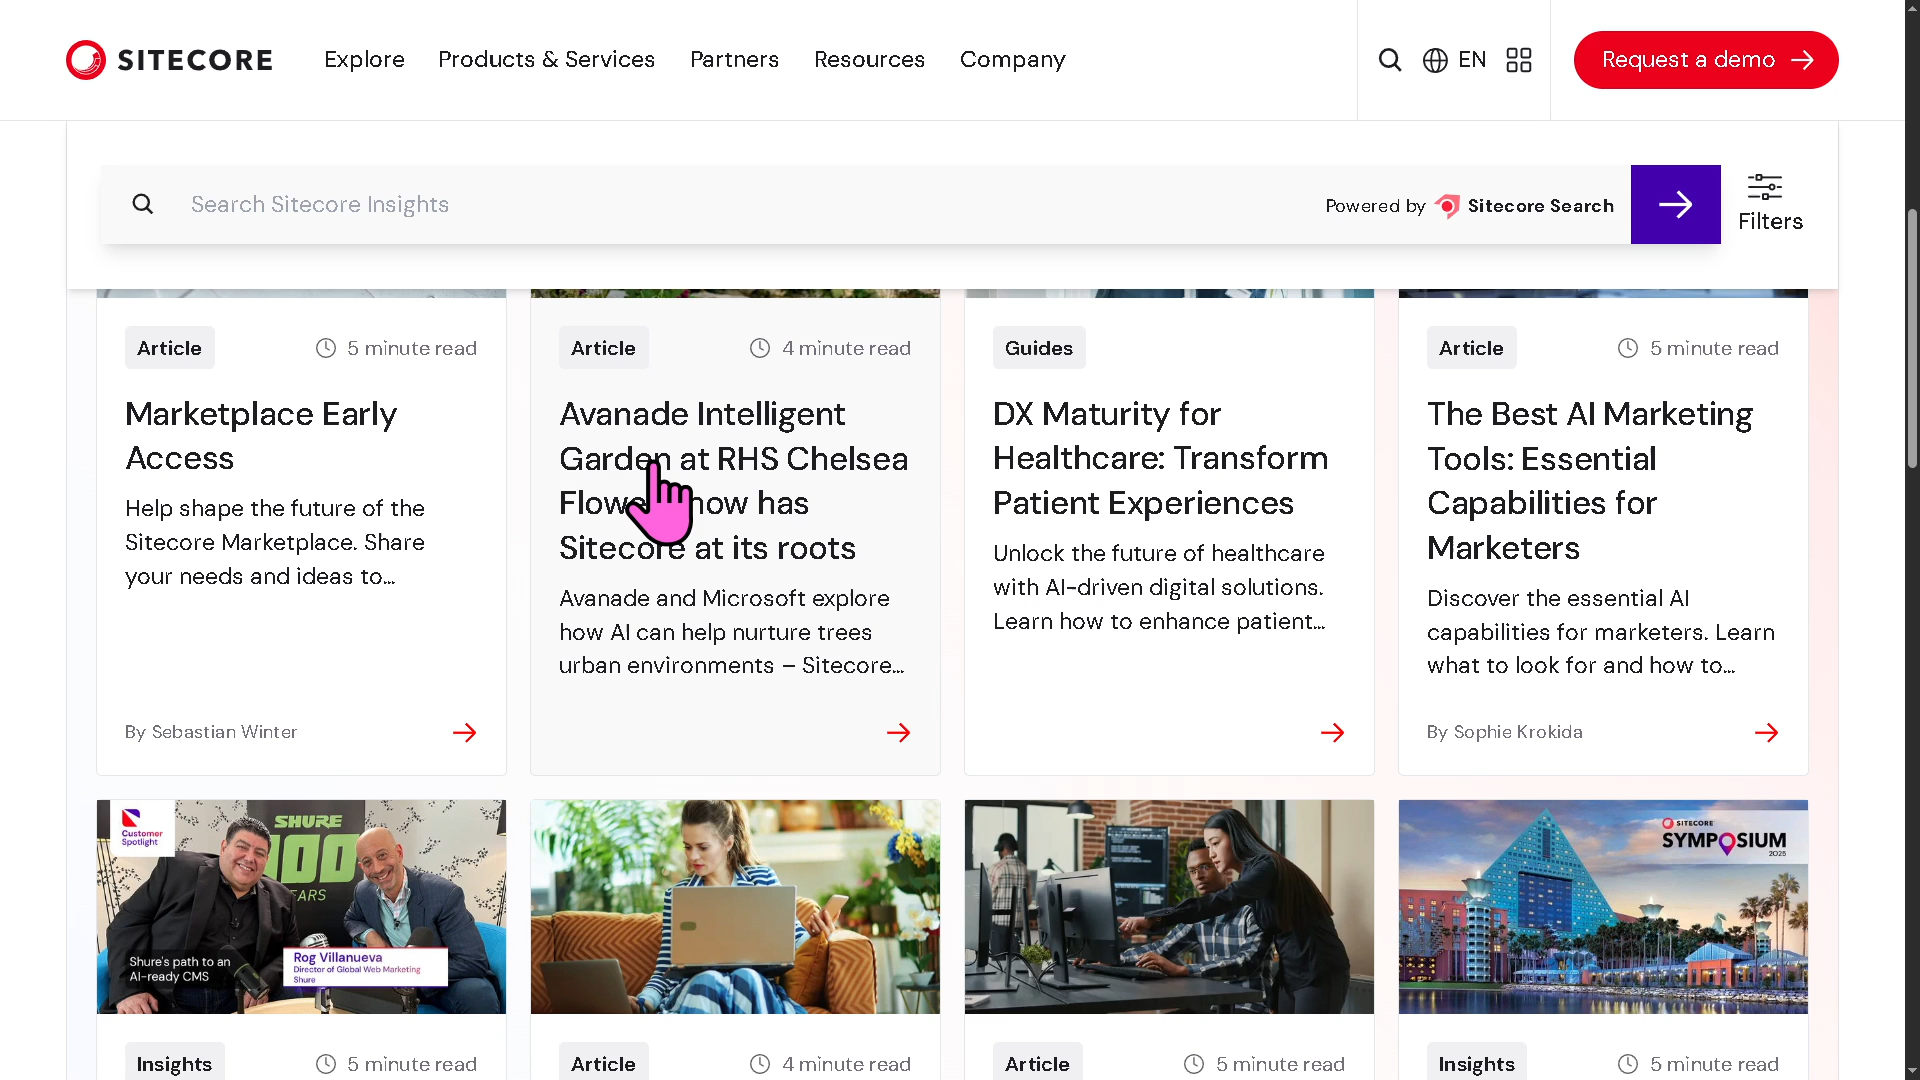 SITECORE
Explore
Products & Services
Partners
Resources
Company
EN
Request a demo
Search Sitecore Insights
Powered by Sitecore Search
Filters
Article
5 minute read
Marketplace Early
Access
Help shape the future of the
Sitecore Marketplace. Share
your needs and ideas to...
By Sebastian Winter
Article
4 minute read
Avanade Intelligent
Garden at RHS Chelsea
has
Sitecore at its roots
Avanade and Microsoft explore
how AI can help nurture trees
urban environments – Sitecore...
Guides
DX Maturity for
Healthcare: Transform
Patient Experiences
Unlock the future of healthcare
with AI-driven digital solutions.
Learn how to enhance patient...
Article
5 minute read
The Best AI Marketing
Tools: Essential
Capabilities for
Marketers
Discover the essential AI
capabilities for marketers. Learn
what to look for and how to...
By Sophie Krokida
Customer
Spotlight
SHURE
100
YEARS
Shure's path to an
AI-ready CMS
Rog Villanueva
Director of Global Web Marketing
Shure
SITECORE
SYMPOSIUM
2025
Insights
5 minute read
Article
4 minute read
Article
5 minute read
Insights
5 minute read